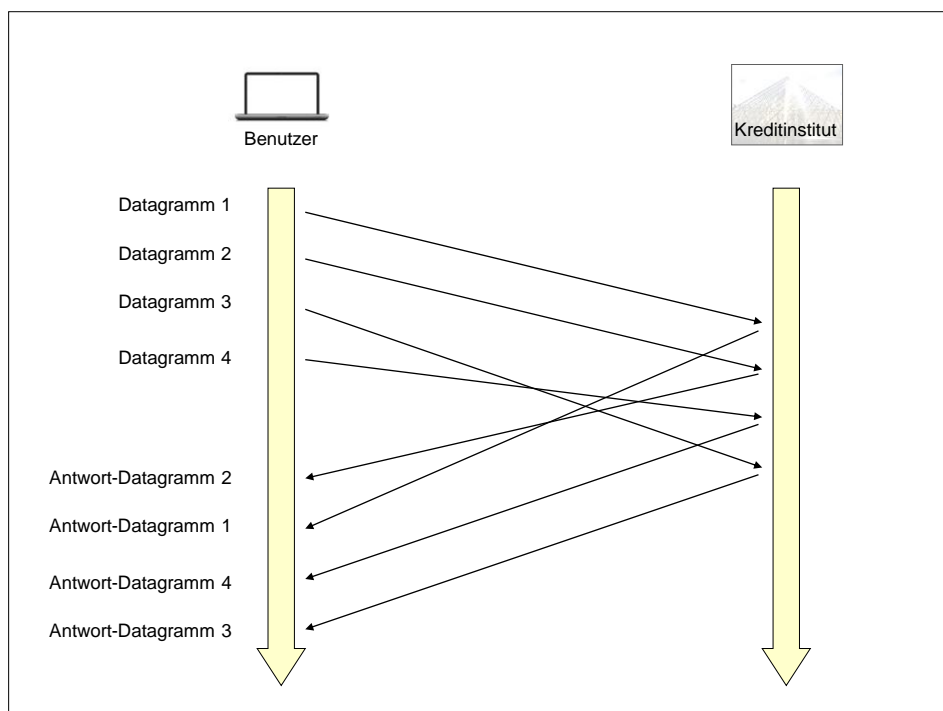 Benutzer
Kreditinstitut
Datagramm 1
Datagramm 2
Datagramm 3
Datagramm 4
Antwort-Datagramm 2
Antwort-Datagramm 1
Antwort-Datagramm 4
Antwort-Datagramm 3